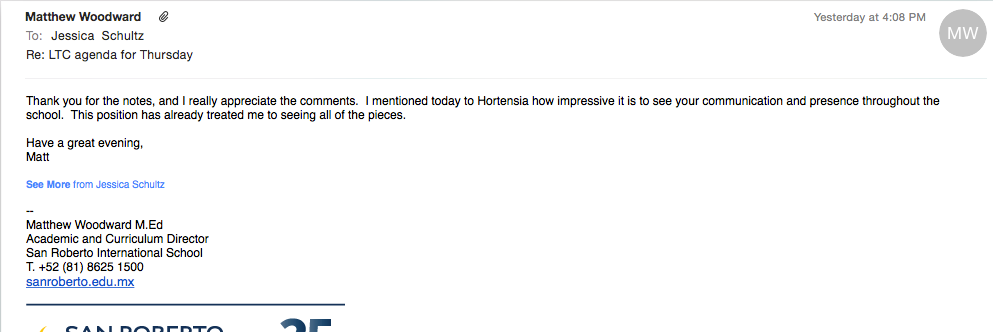 Matthew Woodward
Yesterday at 4:08 PM
MW
To: Jessica Schultz
Re: LTC agenda for Thursday
Thank you for the notes, and I really appreciate the comments. I mentioned today to Hortensia how impressive it is to see your communication and presence throughout the
school. This position has already treated me to seeing all of the pieces.
Have a great evening,
Matt
See More from Jessica Schultz
--
Matthew Woodward M.Ed
Academic and Curriculum Director
San Roberto International School
T. +52 (81) 8625 1500
sanroberto.edu.mx
SAN ROBERTO
35